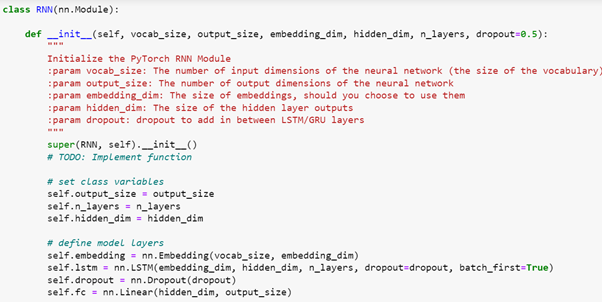 class RNN(nn.Module):
def __init__(self, vocab_size, output_size, embedding_dim, hidden_dim, n_layers, dropout=0.5):
"""
Initialize the PyTorch RNN Module
:param vocab_size: The number of input dimensions of the neural network (the size of the vocabulary)
:param output_size: The number of output dimensions of the neural network
:param embedding_dim: The size of embeddings, should you choose to use them
:param hidden_dim: The size of the hidden layer outputs
:param dropout: dropout to add in between LSTM/GRU layers
"""
super(RNN, self).__init__()
# TODO: Implement function
# set class variables
self.output_size = output_size
self.n_layers = n_layers
self.hidden_dim = hidden_dim
# define model layers
self.embedding = nn.Embedding(vocab_size, embedding_dim)
self.lstm = nn.LSTM(embedding_dim, hidden_dim, n_layers, dropout=dropout, batch_first=True)
self.dropout = nn.Dropout(dropout)
self.fc = nn.Linear(hidden_dim, output_size)